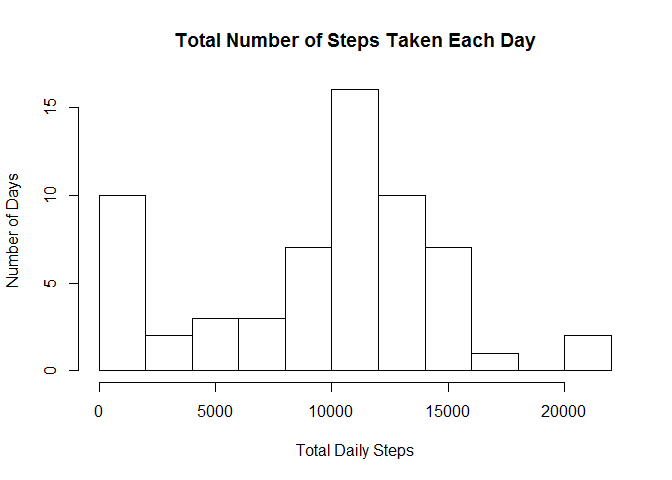 Total Number of Steps Taken Each Day
15
10
5
0
Number of Days
0 5000 10000 15000 20000
Total Daily Steps